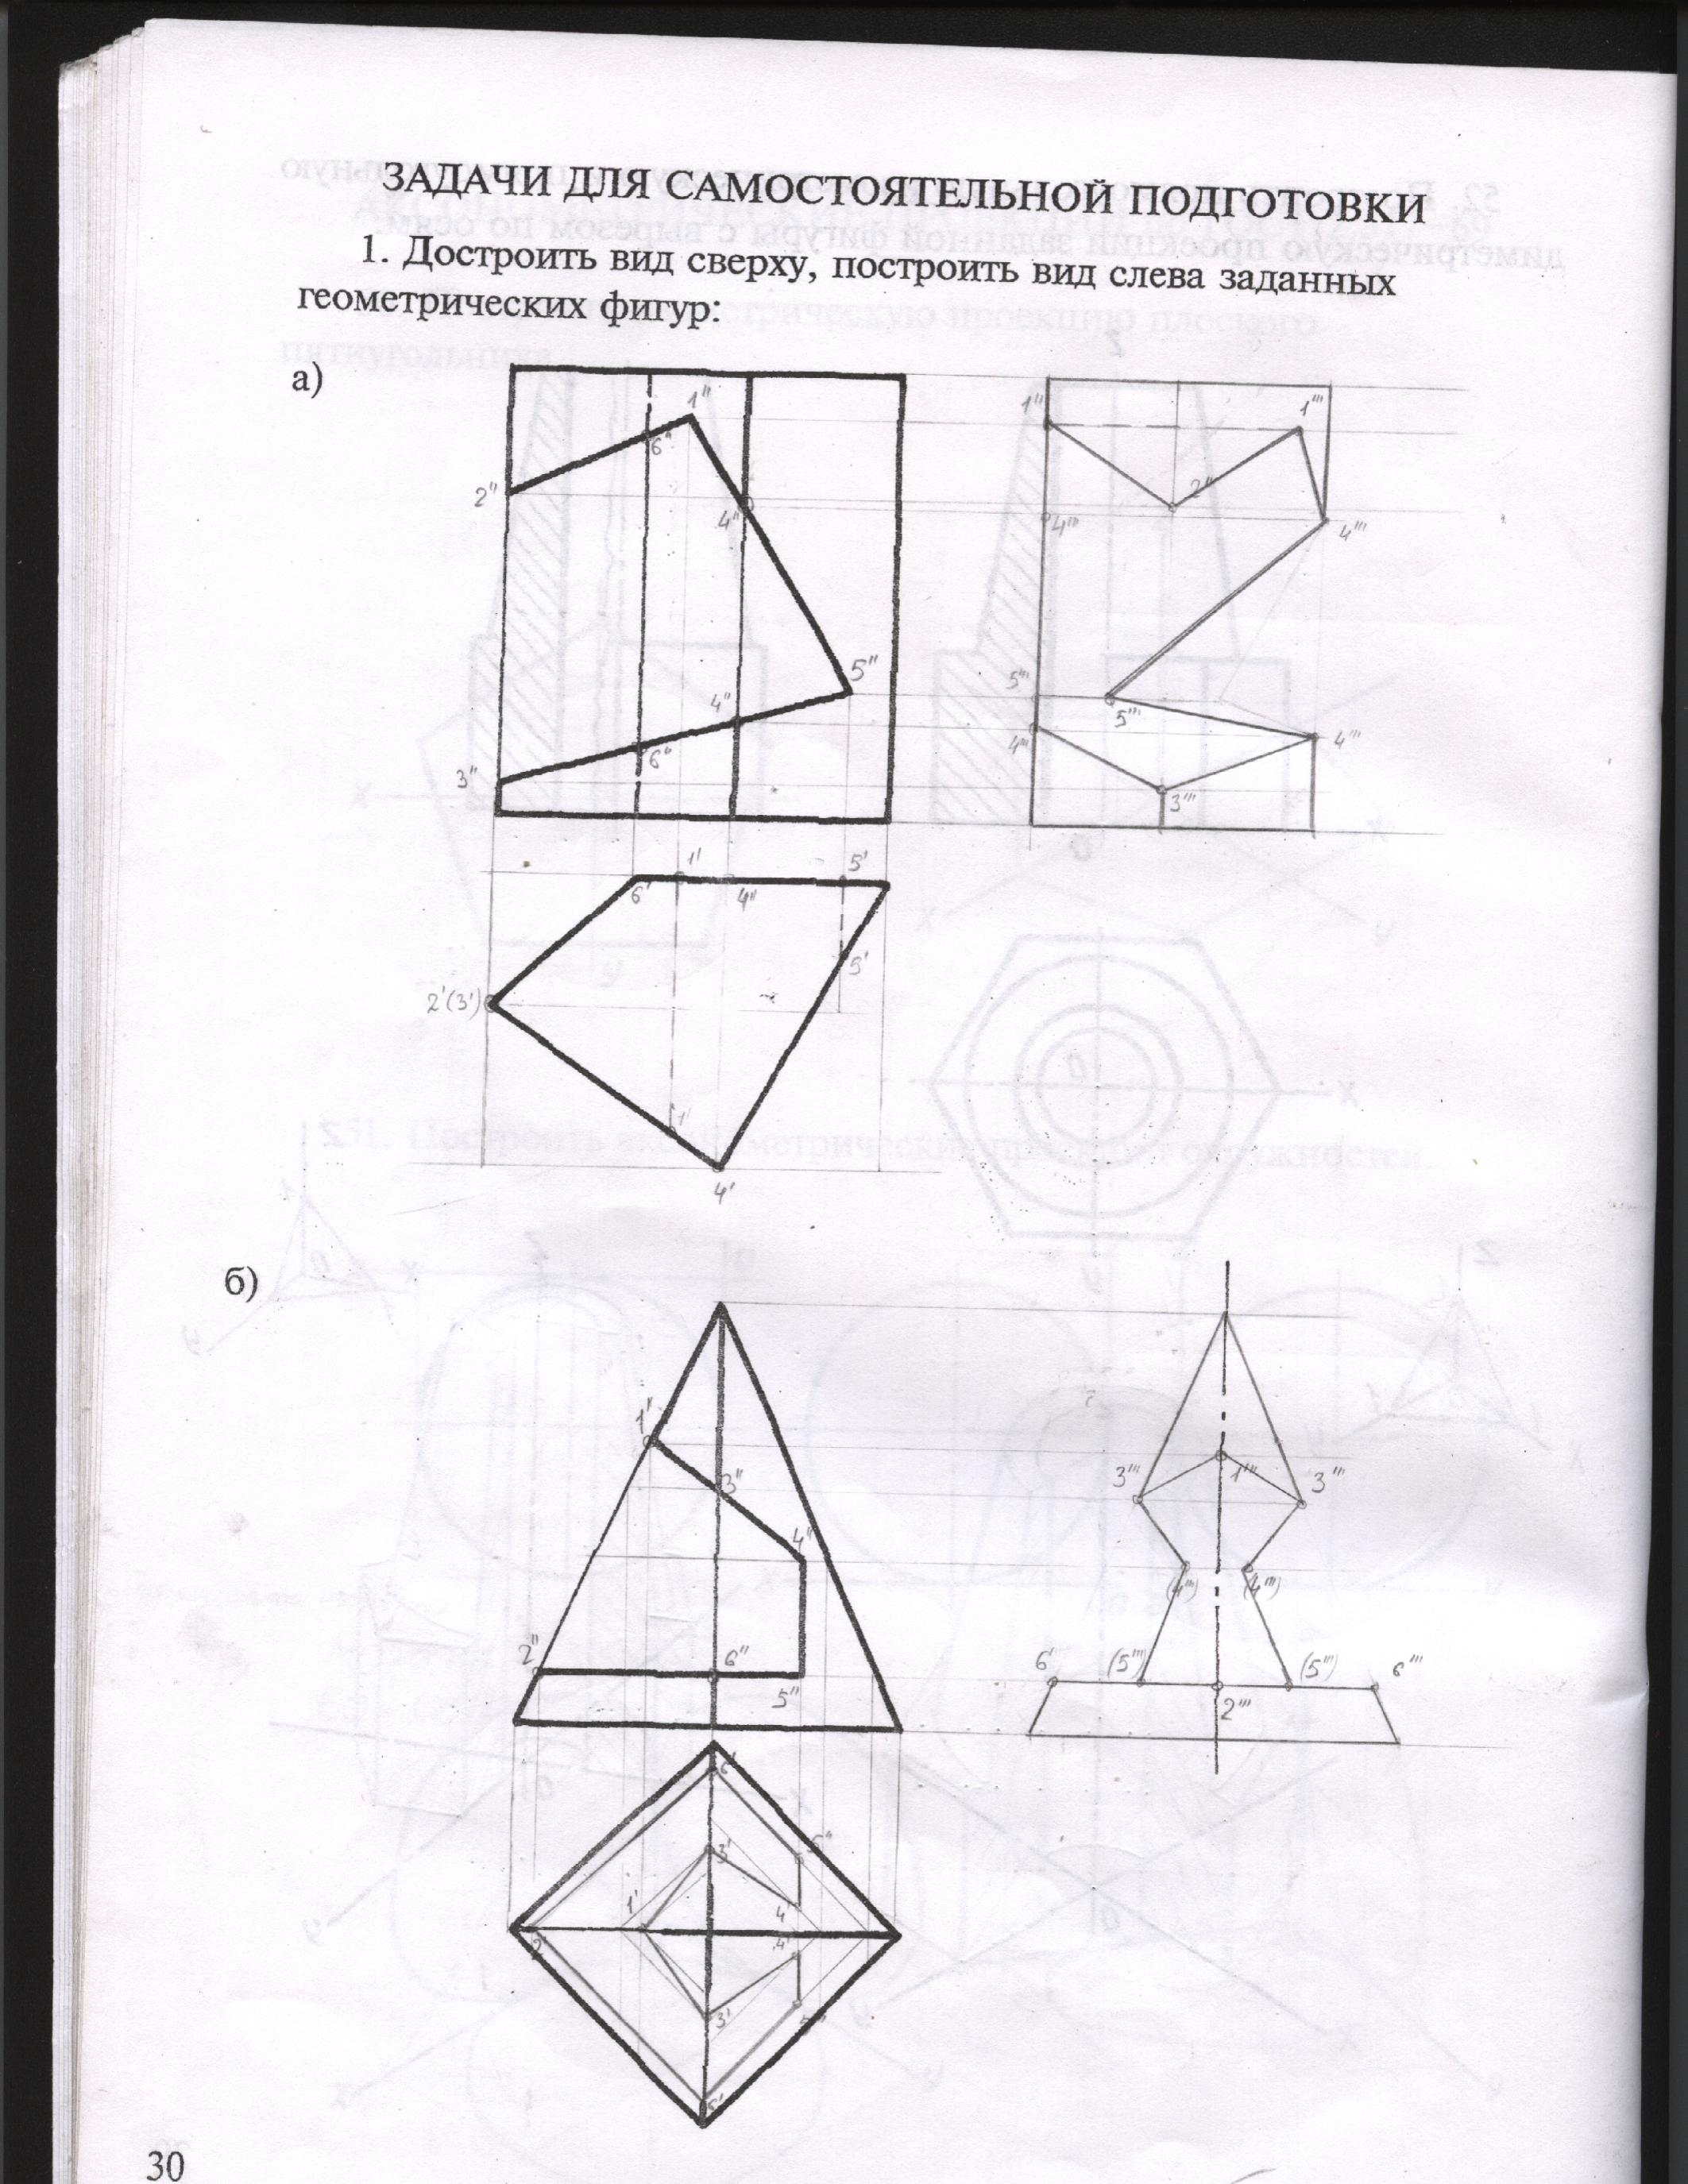 ЗАДАЧИ ДЛЯ САМОСТОЯТЕЛЬНОЙ ПОДГОТОВКИ
1. Достроить вид сверху, построить вид слева заданных
геометрических фигур:
а)
1" 1''' 1'''
6"
2" 2"
4" 4''' 4'''
5" 5'''
4" 5'''
6" 4''' 4'''
3" 3'''
1' 5'
6' 4"
5'
2'(3')
1'
4'
б)
1"
3" 3''' 1''' 3'''
4"
(4''') (4''')
2" 6" 6' (5''') (5''') 6'''
5" 2'''
6'
3' 5"
1' 4'
2' 4'
3'
6'
30